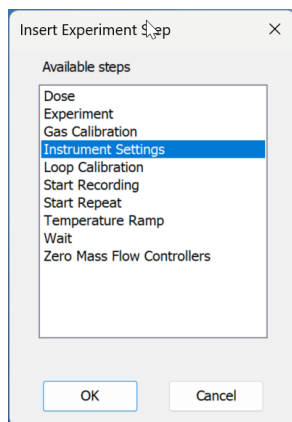 Insert Experiment Step
Available steps
Dose
Experiment
Gas Calibration
Instrument Settings
Loop Calibration
Start Recording
Start Repeat
Temperature Ramp
Wait
Zero Mass Flow Controllers
OK
Cancel